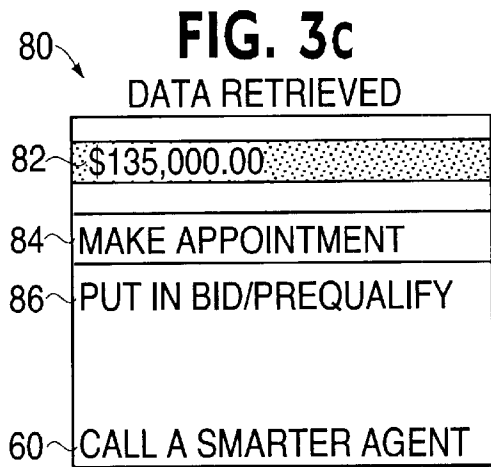 FIG. 3c
80
DATA RETRIEVED
82 $135,000.00
84 MAKE APPOINTMENT
86 PUT IN BID/PREQUALIFY
60 CALL A SMARTER AGENT